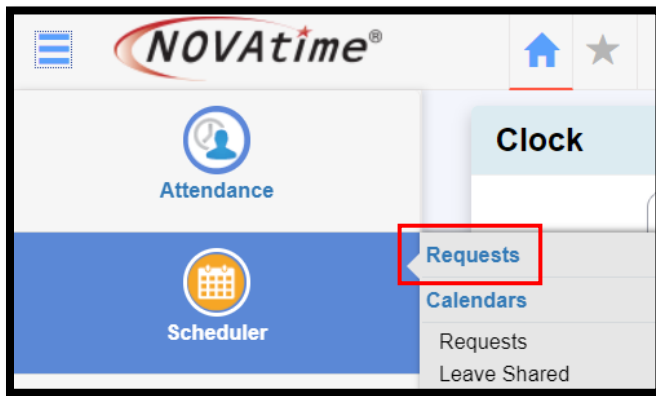 NOVAtime®
Clock
Attendance
Requests
Calendars
Scheduler
Requests
Leave Shared